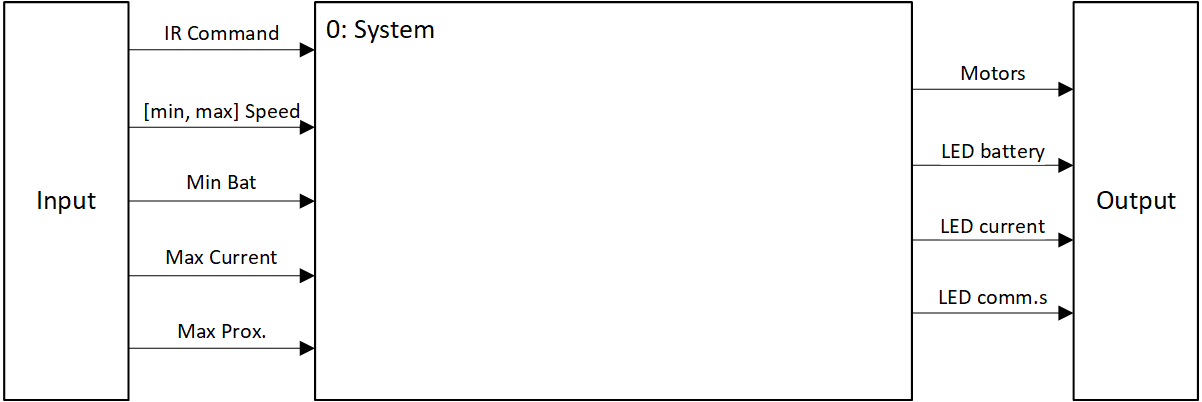 IR Command
0: System
[min, max] Speed
Motors
Min Bat
LED battery
Input
Output
Max Current
LED current
Max Prox.
LED comm.s